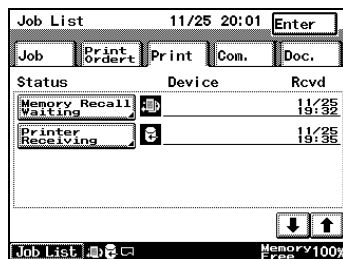 Job List 11/25 20:01 Enter
Job Print Ordert Print Com. Doc.
Status Device Rcvd
Memory Recall Waiting 11/25 19:32
Printer Receiving 11/25 19:35
Job List Memory Free 100%